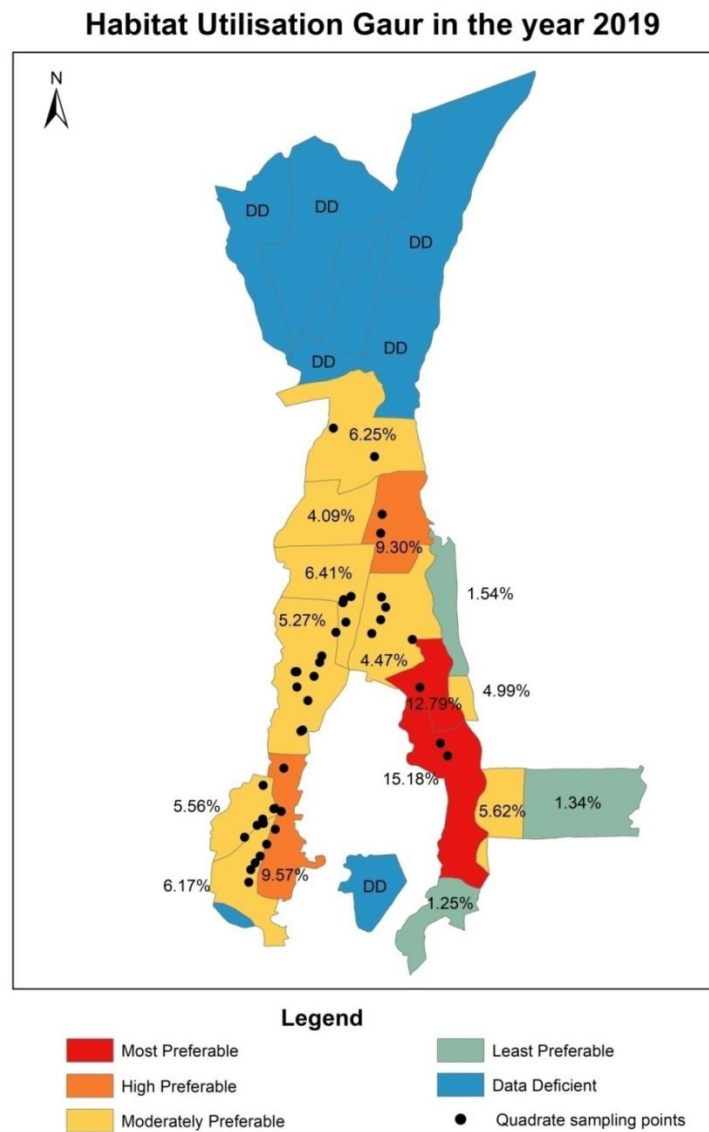 Habitat Utilisation Gaur in the year 2019
N
DD
DD
DD
DD
DD
6.25%
4.09%
9.30%
6.41%
1.54%
5.27%
4.47%
4.99%
12.79%
15.18%
5.56%
5.62%
1.34%
6.17%
9.57%
DD
1.25%
Legend
Most Preferable
Least Preferable
High Preferable
Data Deficient
Moderately Preferable
Quadrate sampling points